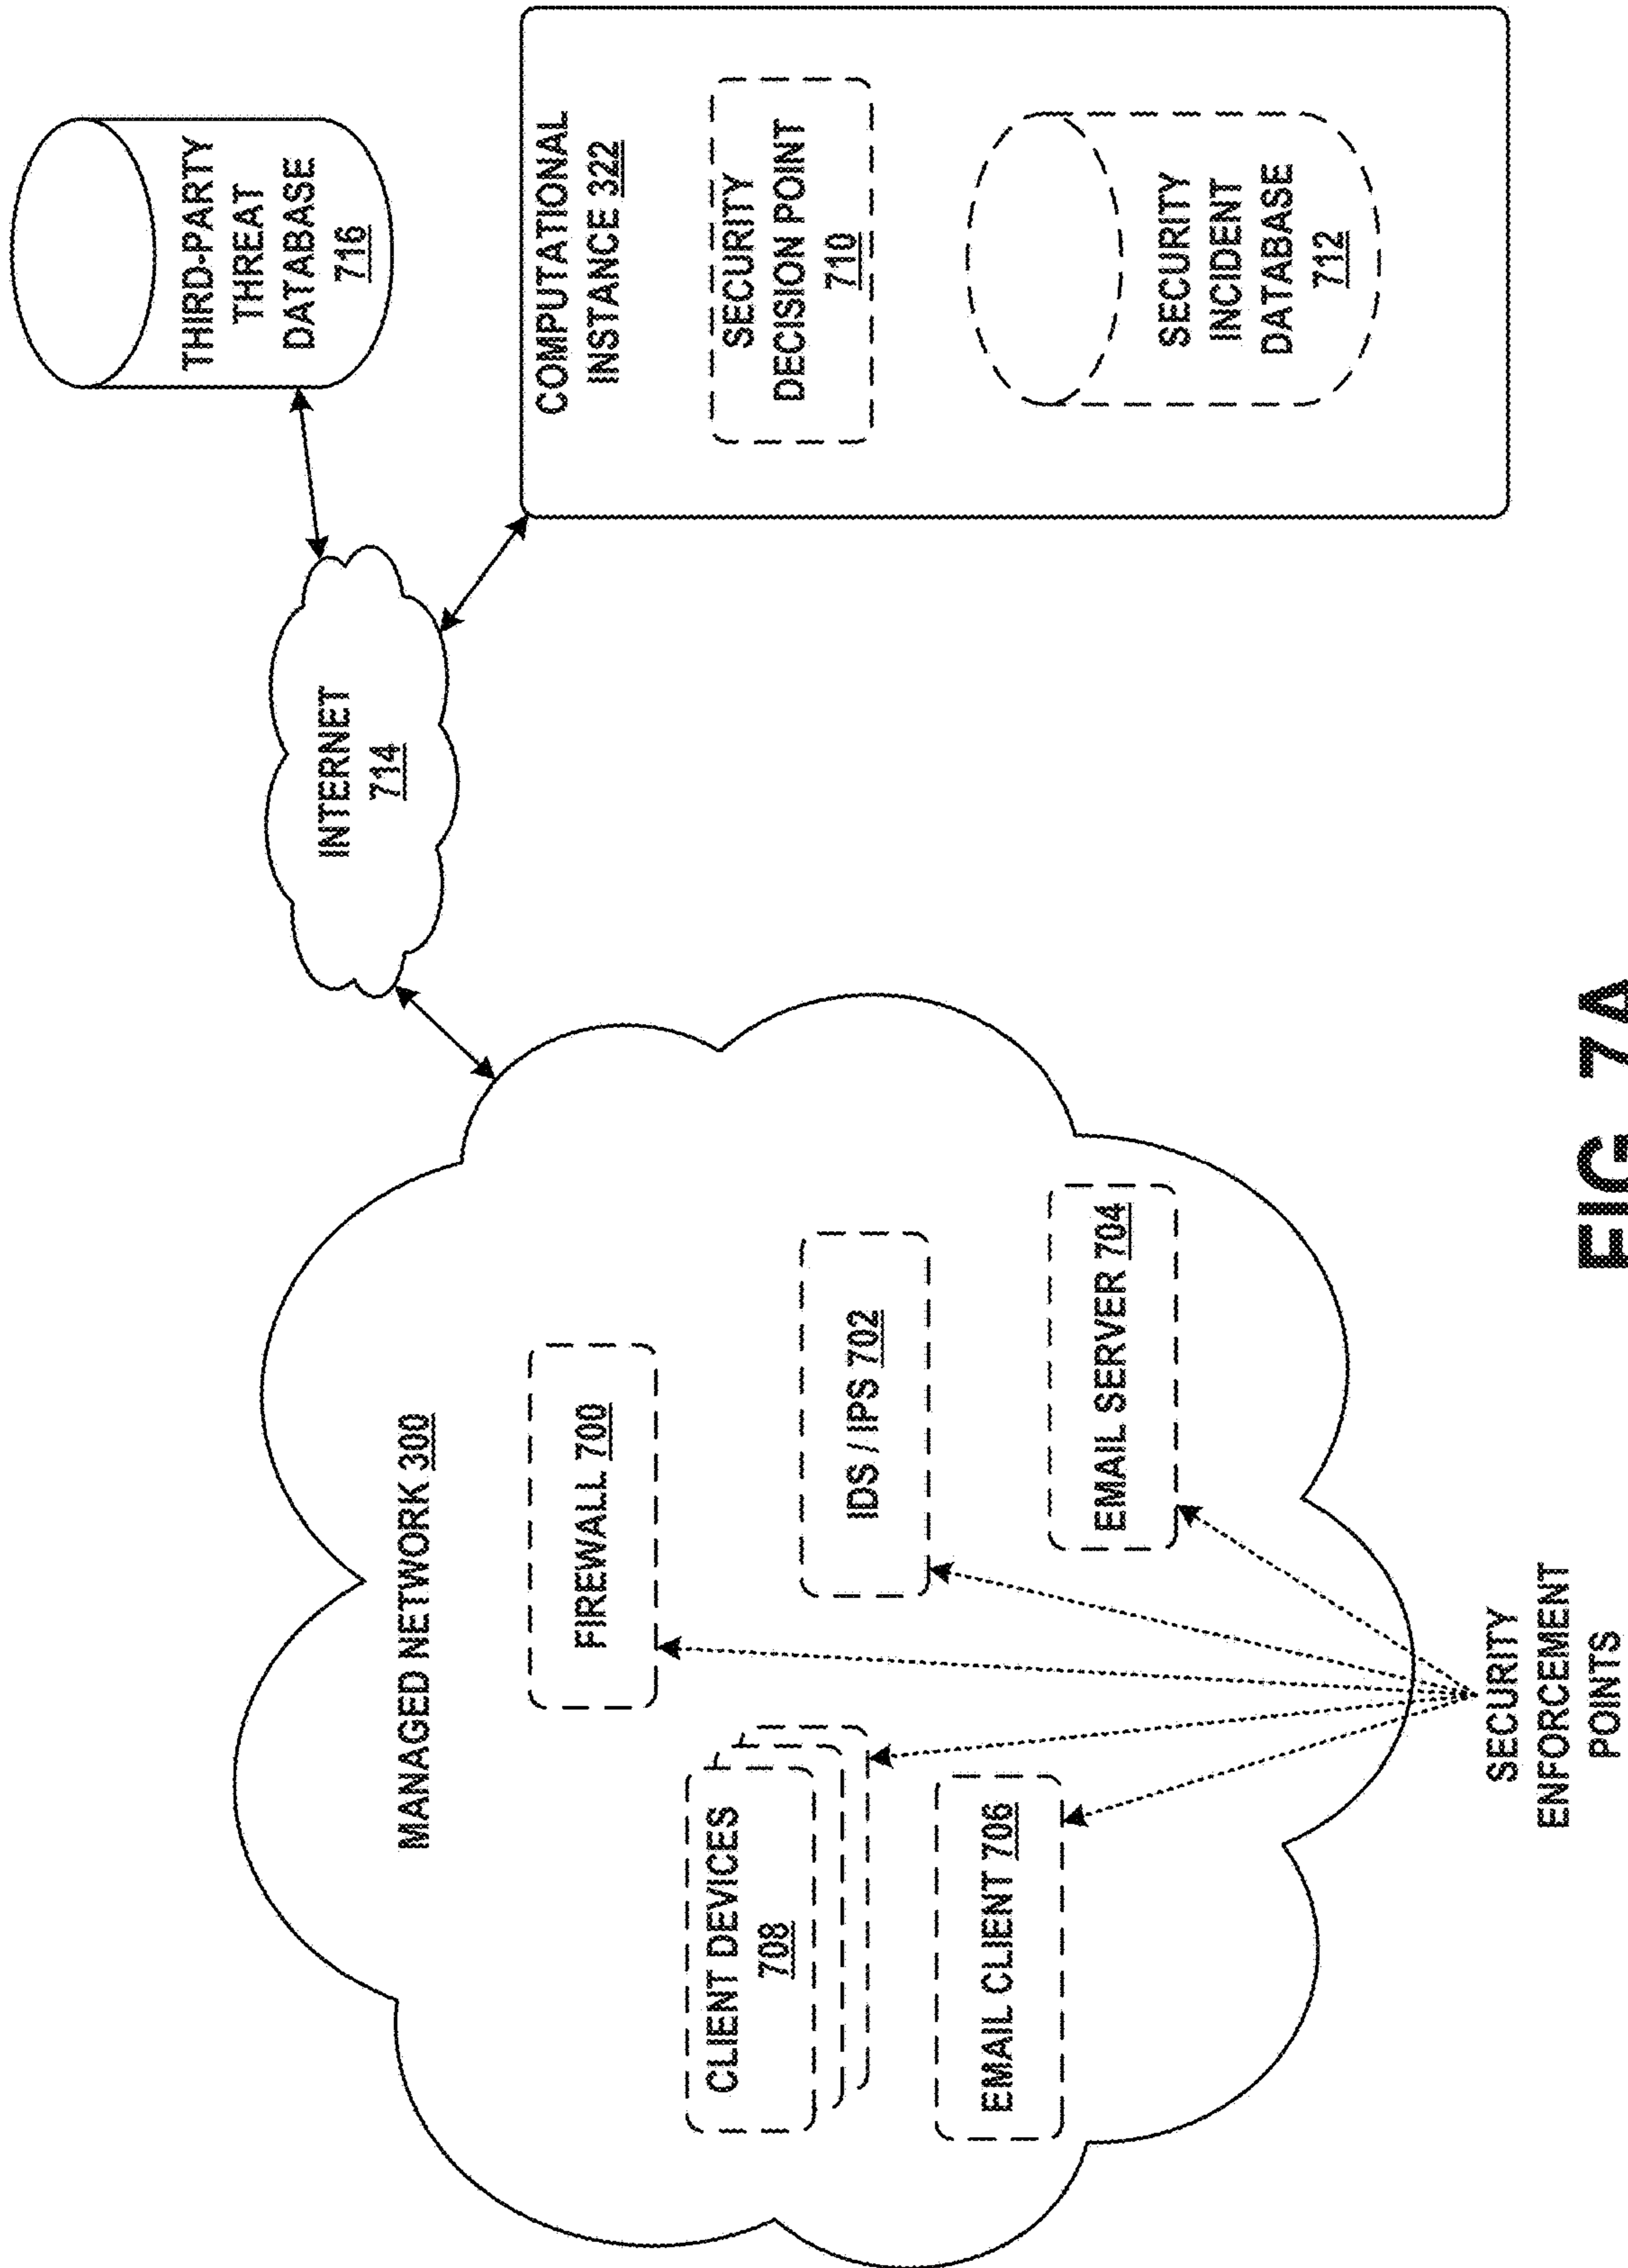 MANAGED NETWORK 300
CLIENT DEVICES
708
FIREWALL 700
EMAIL CLIENT 706
IDS / IPS 702
EMAIL SERVER 704
SECURITY
ENFORCEMENT
POINTS
INTERNET
714
THIRD-PARTY
THREAT
DATABASE
716
COMPUTATIONAL
INSTANCE 322
SECURITY
DECISION POINT
710
SECURITY
INCIDENT
DATABASE
712
FIG. 7A